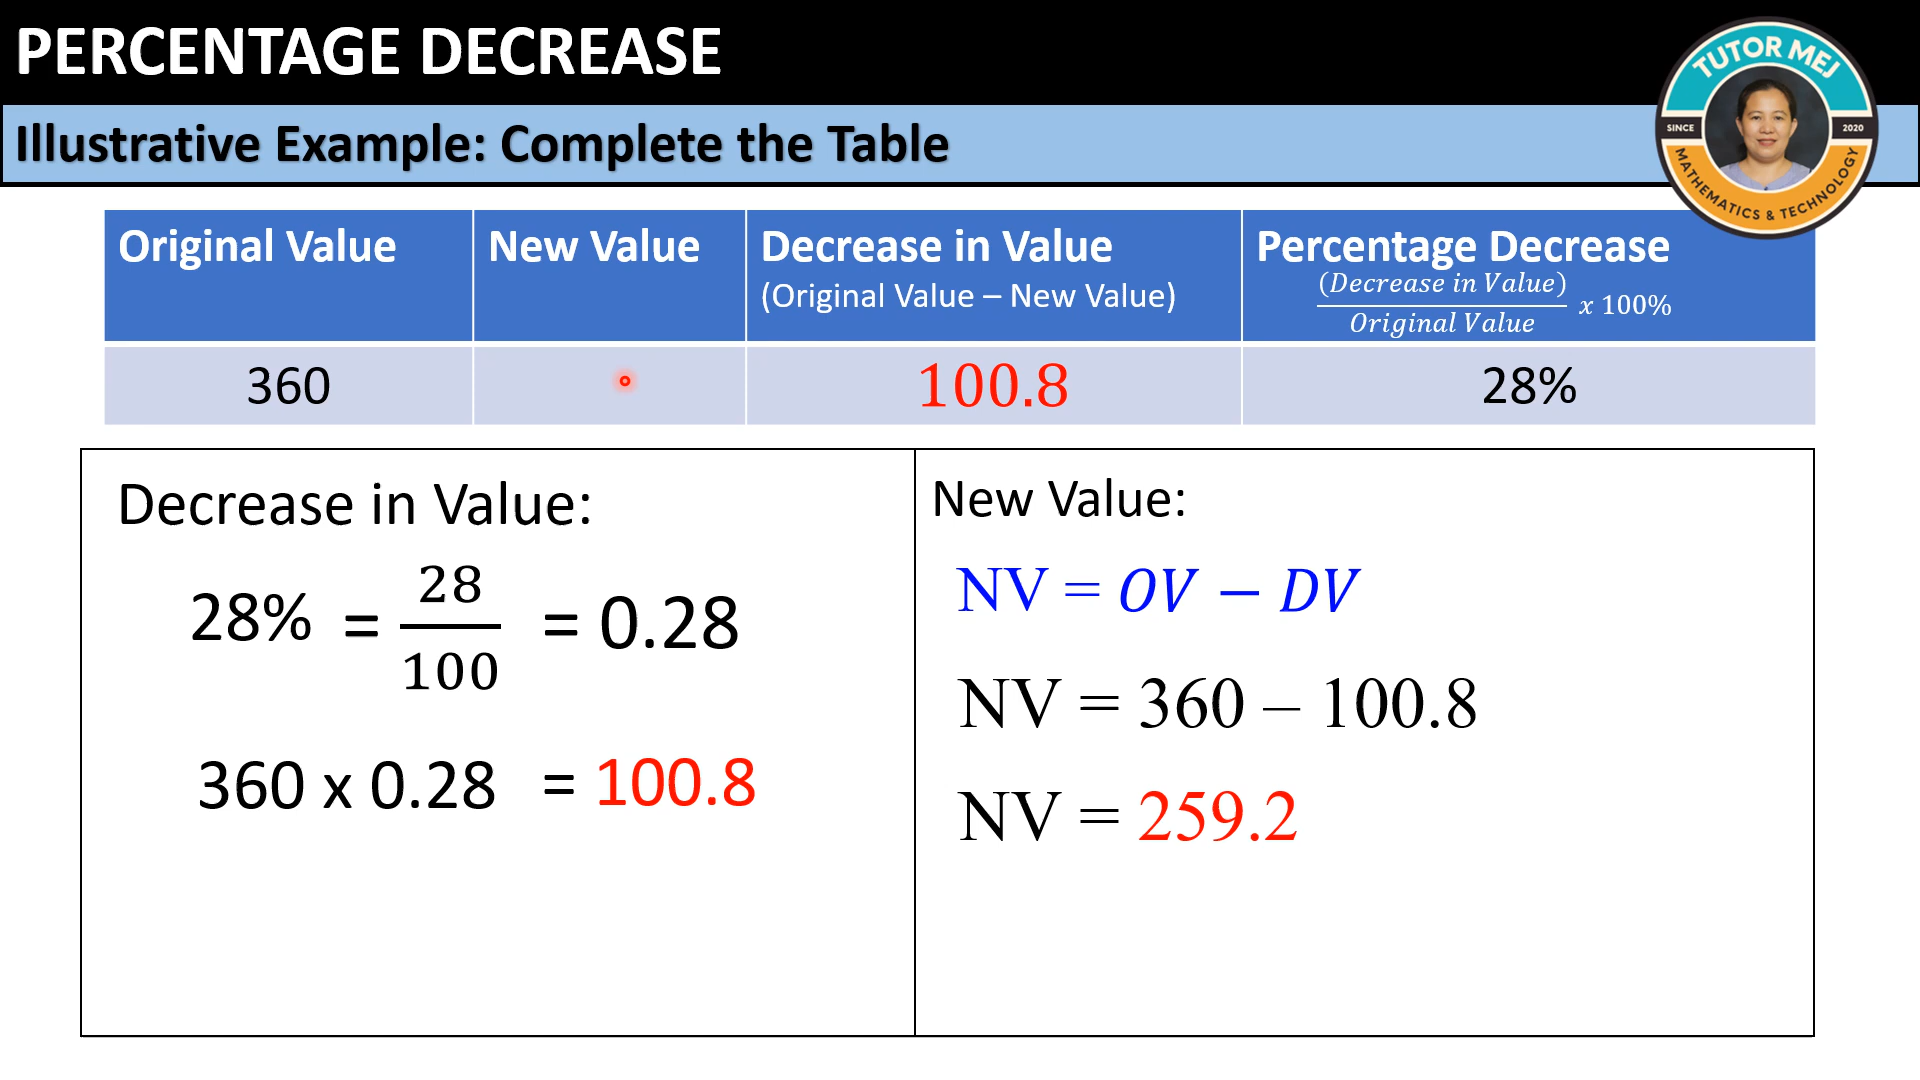 PERCENTAGE DECREASE
TUTOR MEJ
SINCE 2020
MATHEMATICS & TECHNOLOGY
Illustrative Example: Complete the Table
Original Value New Value Decrease in Value Percentage Decrease
(Original Value – New Value) (Decrease in Value)/Original Value x 100%
360 100.8 28%
Decrease in Value:
28% = 28/100 = 0.28
360 x 0.28 = 100.8
New Value:
NV = OV − DV
NV = 360 – 100.8
NV = 259.2